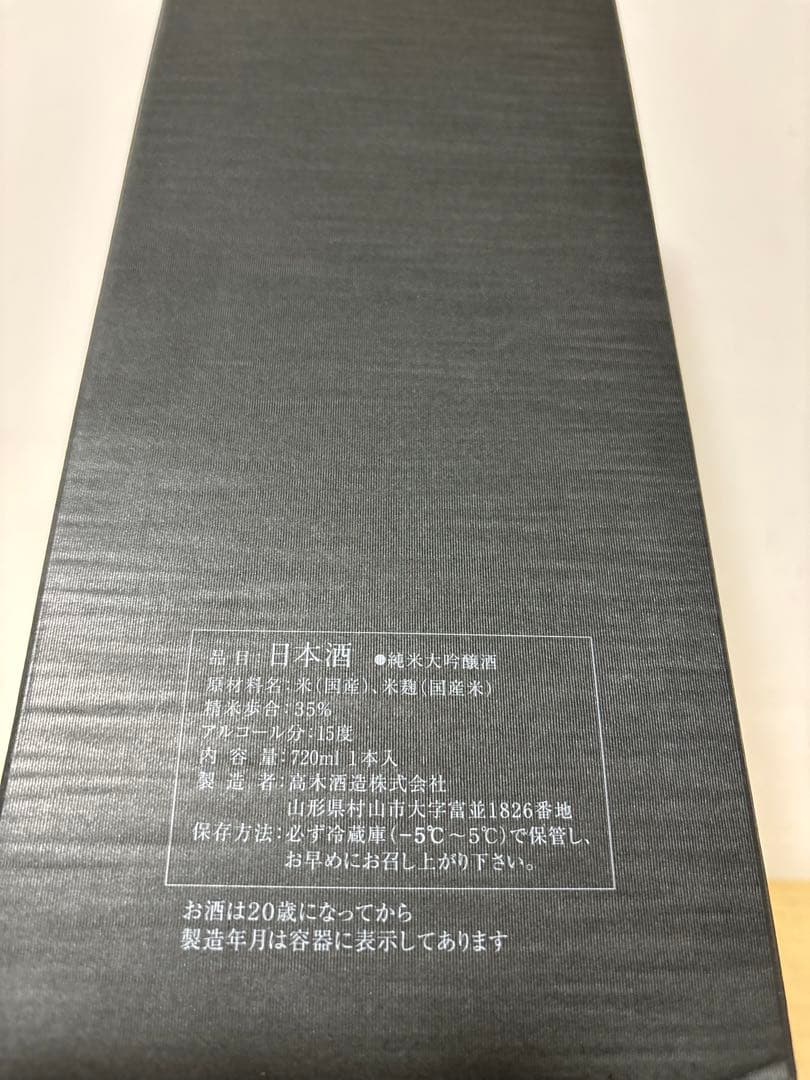 品目:日本酒 ●純米大吟醸酒
原材料名:米(国産)、米麹(国産米)
精米歩合:35%
アルコール分:15度
内容量:720ml 1本入
製造者:高木酒造株式会社
山形県村山市大字富並1826番地
保存方法:必ず冷蔵庫(−5℃～5℃)で保管し、
お早めにお召し上がり下さい。
お酒は20歳になってから
製造年月は容器に表示してあります